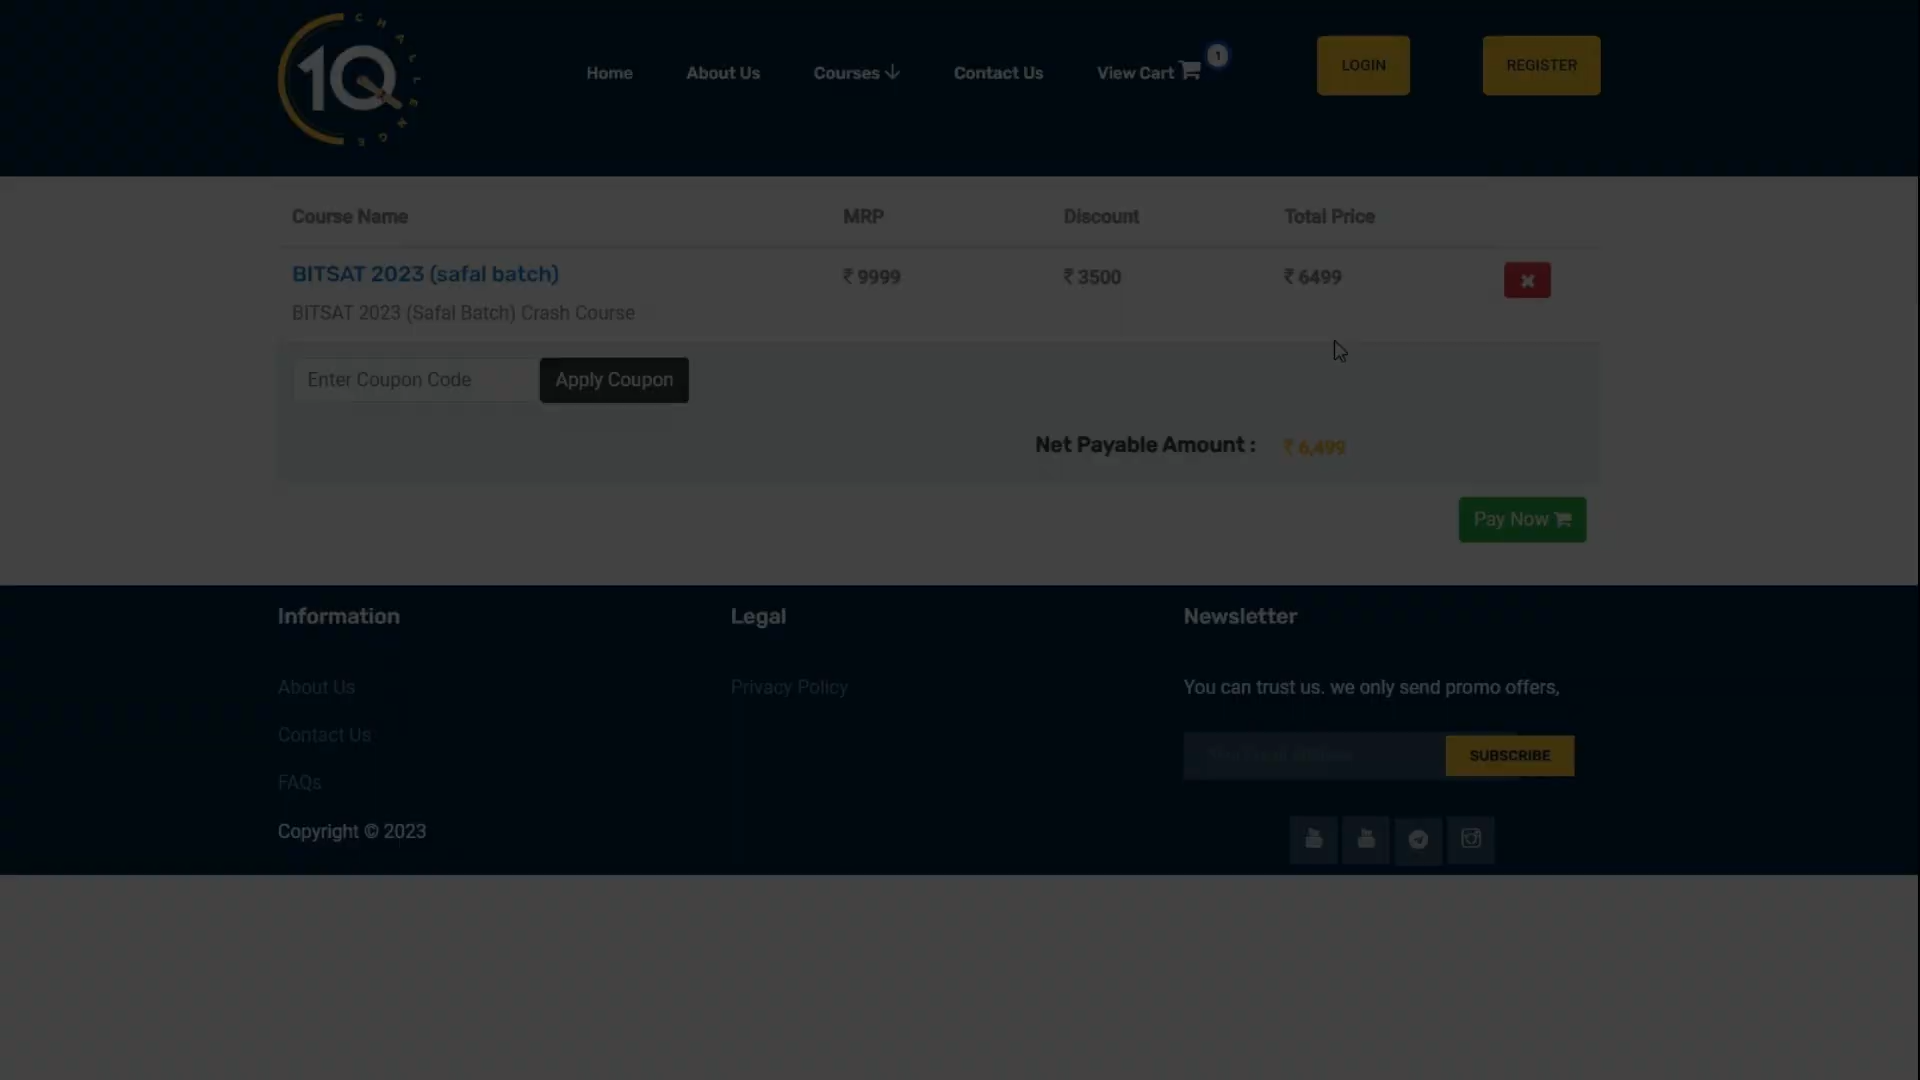 1Q
CHALLENGE
Home
About Us
Courses
Contact Us
View Cart
1
LOGIN
REGISTER
Course Name
MRP
Discount
Total Price
BITSAT 2023 (safal batch)
₹ 9999
₹ 3500
₹ 6499
BITSAT 2023 (Safal Batch) Crash Course
Enter Coupon Code
Apply Coupon
Net Payable Amount :
₹ 6,499
Pay Now
Information
Legal
Newsletter
About Us
Privacy Policy
You can trust us. we only send promo offers,
Contact Us
SUBSCRIBE
FAQs
Copyright © 2023